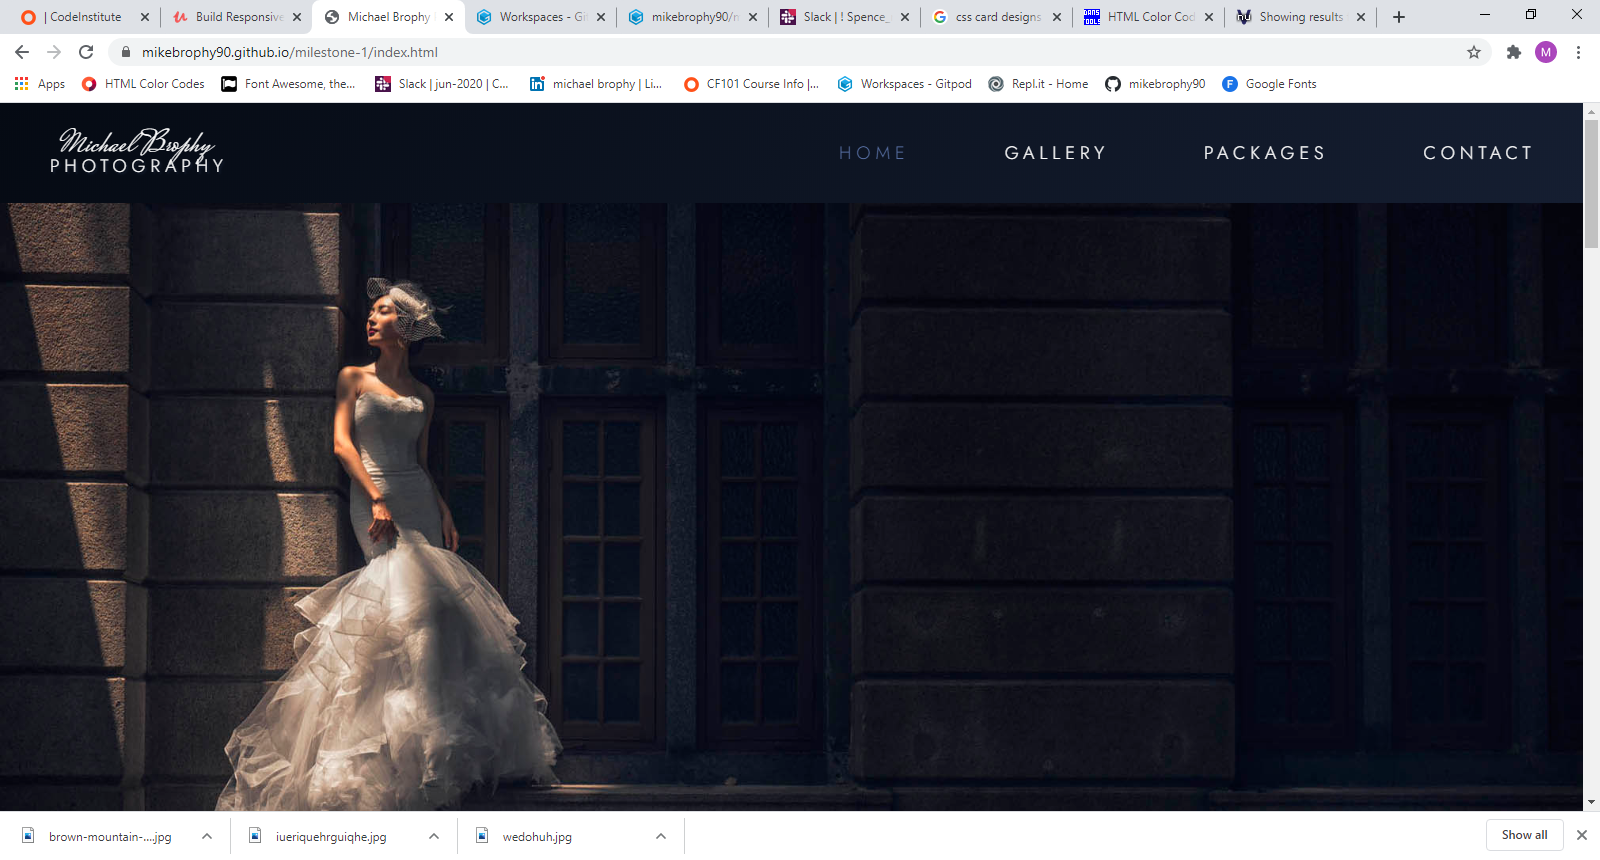 | CodeInstitute
Build Responsive
Michael Brophy
Workspaces - Git
mikebrophy90/m
Slack | ! Spence_
css card designs
HTML Color Cod
Showing results
mikebrophy90.github.io/milestone-1/index.html
M
Apps
HTML Color Codes
Font Awesome, the...
Slack | jun-2020 | C...
michael brophy | Li...
CF101 Course Info |...
Workspaces - Gitpod
Repl.it - Home
mikebrophy90
Google Fonts
Michael Brophy
PHOTOGRAPHY
HOME
GALLERY
PACKAGES
CONTACT
brown-mountain-....jpg
iueriquehrguiqhe.jpg
wedohuh.jpg
Show all